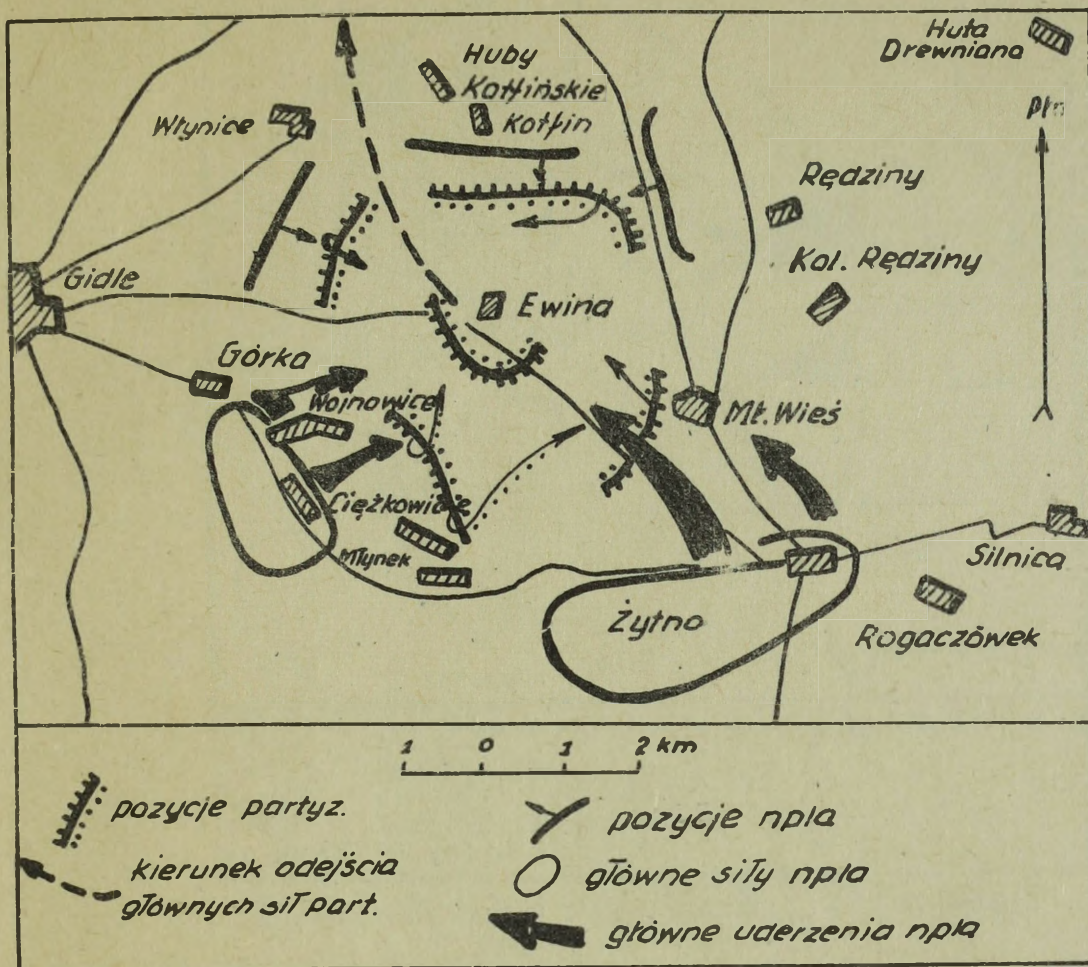 Huta
Drewniana
Huby
Kotfińskie
Kotfin
Włynice
Płn
Rędziny
Kol. Rędziny
Gidle
Ewina
Górka
Wojnowice
Mł. Wieś
Ciężkowice
Młynek
Silnica
Żytno
Rogaczówek
1 0 1 2 km
pozycje partyz.
pozycje npla
kierunek odejścia
głównych sił part.
główne siły npla
główne uderzenia npla